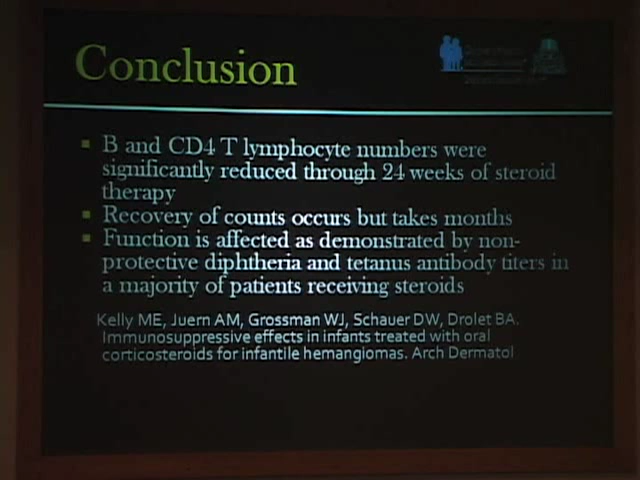 Conclusion
B and CD4 T lymphocyte numbers were
significantly reduced through 24 weeks of steroid
therapy
Recovery of counts occurs but takes months
Function is affected as demonstrated by non-
protective diphtheria and tetanus antibody titers in
a majority of patients receiving steroids
Kelly ME, Juern AM, Grossman WJ, Schauer DW, Drolet BA.
Immunosuppressive effects in infants treated with oral
corticosteroids for infantile hemangiomas. Arch Dermatol